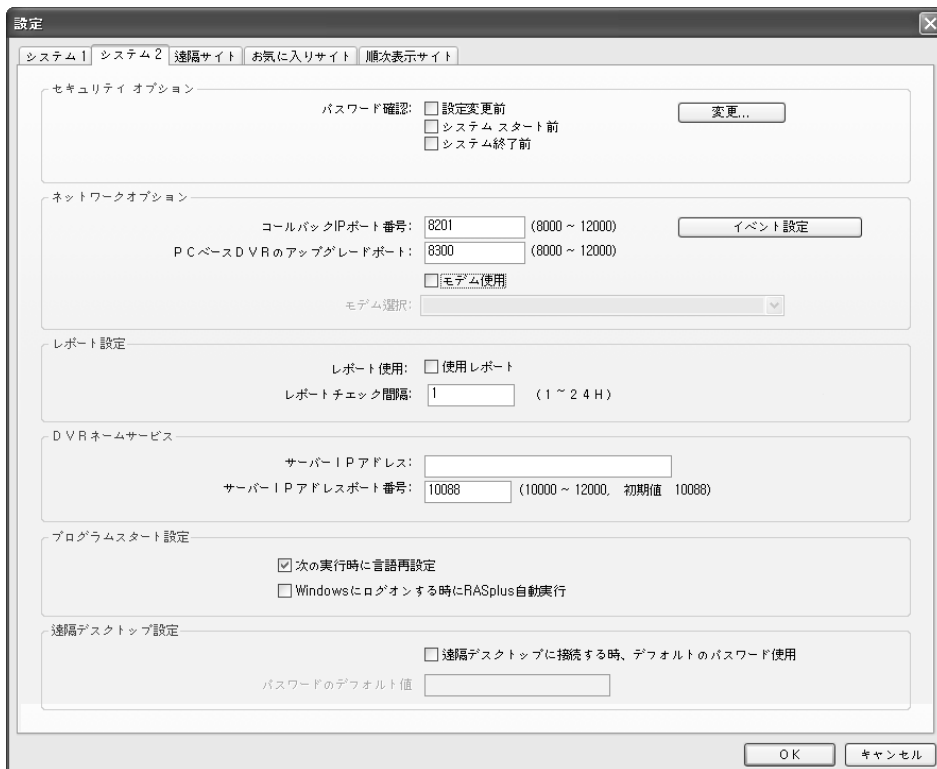 設定
システム1 システム2 遠隔サイト お気に入りサイト 順次表示サイト
セキュリティ オプション
パスワード確認: 設定変更前 変更...
システム スタート前
システム終了前
ネットワークオプション
コールバックIPポート番号: 8201 (8000 ~ 12000) イベント設定
PCベースDVRのアップグレードポート: 8300 (8000 ~ 12000)
モデム使用
モデム選択:
レポート設定
レポート使用: 使用レポート
レポートチェック間隔: 1 (1~24H)
DVRネームサービス
サーバーIPアドレス:
サーバーIPアドレスポート番号: 10088 (10000 ~ 12000, 初期値 10088)
プログラムスタート設定
次の実行時に言語再設定
Windowsにログオンする時にRASplus自動実行
遠隔デスクトップ設定
遠隔デスクトップに接続する時、デフォルトのパスワード使用
パスワードのデフォルト値
OK キャンセル